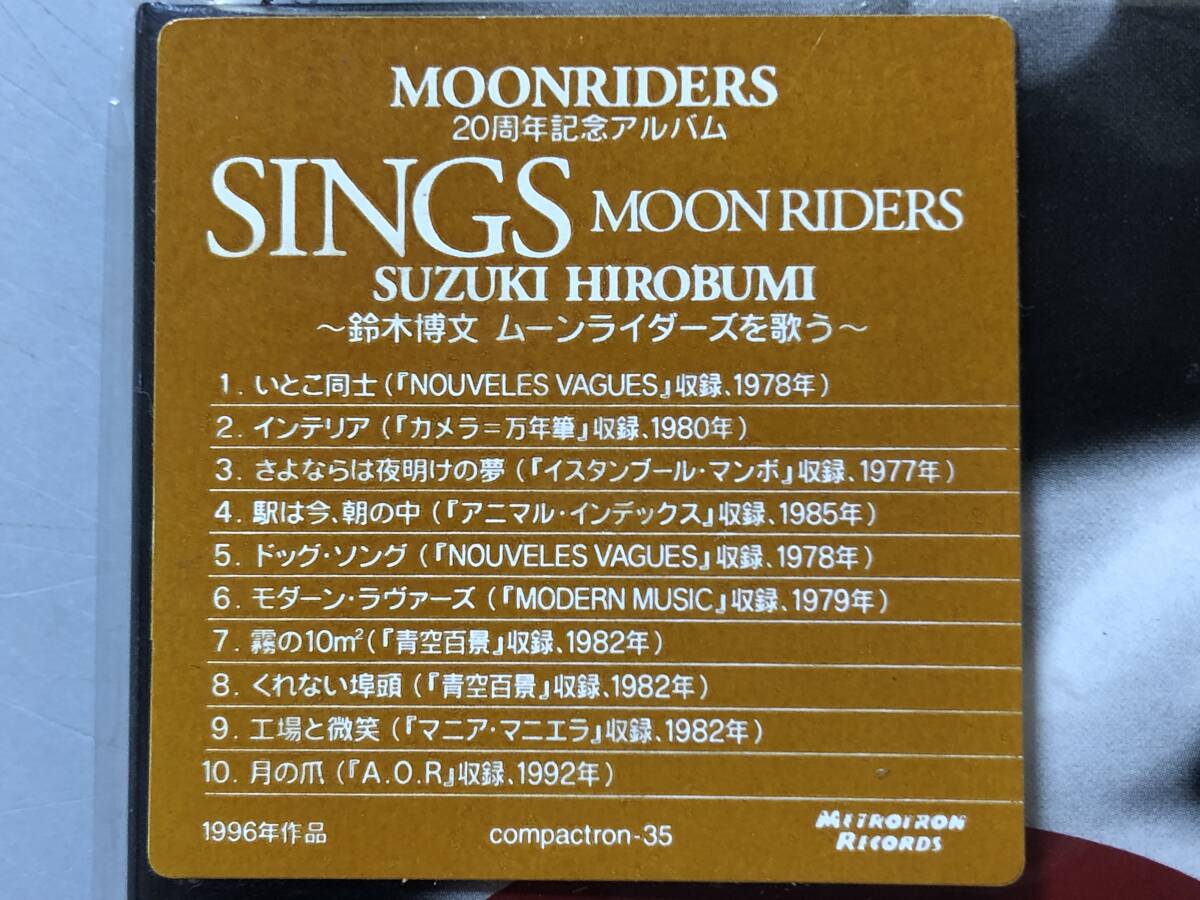 MOONRIDERS
20周年記念アルバム
SINGS MOON RIDERS
SUZUKI HIROBUMI
～鈴木博文 ムーンライダーズを歌う～
1. いとこ同士(『NOUVELES VAGUES』収録、1978年)
2. インテリア(『カメラ=万年筆』収録、1980年)
3. さよならは夜明けの夢(『イスタンブール・マンボ』収録、1977年)
4. 駅は今、朝の中(『アニマル・インデックス』収録、1985年)
5. ドッグ・ソング(『NOUVELES VAGUES』収録、1978年)
6. モダーン・ラヴァーズ(『MODERN MUSIC』収録、1979年)
7. 霧の10m²(『青空百景』収録、1982年)
8. くれない埠頭(『青空百景』収録、1982年)
9. 工場と微笑(『マニア・マニエラ』収録、1982年)
10. 月の爪(『A.O.R』収録、1992年)
1996年作品 compactron-35 METROTRON
RECORDS